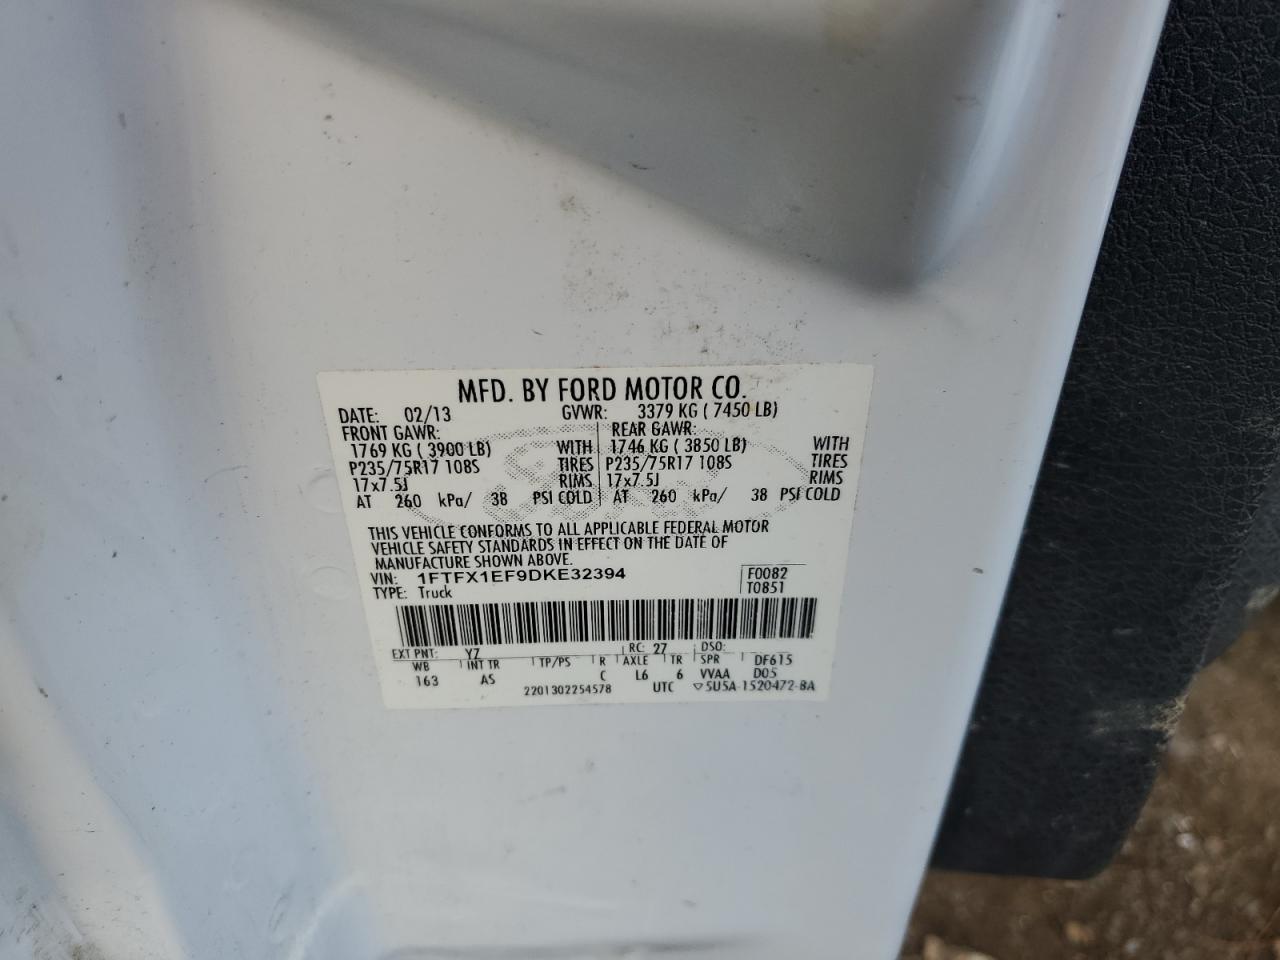 MFD. BY FORD MOTOR CO.
DATE: 02/13 GVWR: 3379 KG ( 7450 LB)
FRONT GAWR: REAR GAWR:
1769 KG ( 3900 LB) WITH 1746 KG ( 3850 LB) WITH
P235/75R17 108S TIRES P235/75R17 108S TIRES
17x7.5J RIMS 17x7.5J RIMS
AT 260 kPa/ 38 PSI COLD AT 260 kPa/ 38 PSI COLD
THIS VEHICLE CONFORMS TO ALL APPLICABLE FEDERAL MOTOR
VEHICLE SAFETY STANDARDS IN EFFECT ON THE DATE OF
MANUFACTURE SHOWN ABOVE.
VIN: 1FTFX1EF9DKE32394 F0082
TYPE: Truck T0851
EXT PNT: YZ RC: 27 DSO:
WB INT TR TP/PS R AXLE TR SPR DF615
163 AS C L6 6 VVAA D05
2201302254578 UTC ▽5U5A-1520472-BA